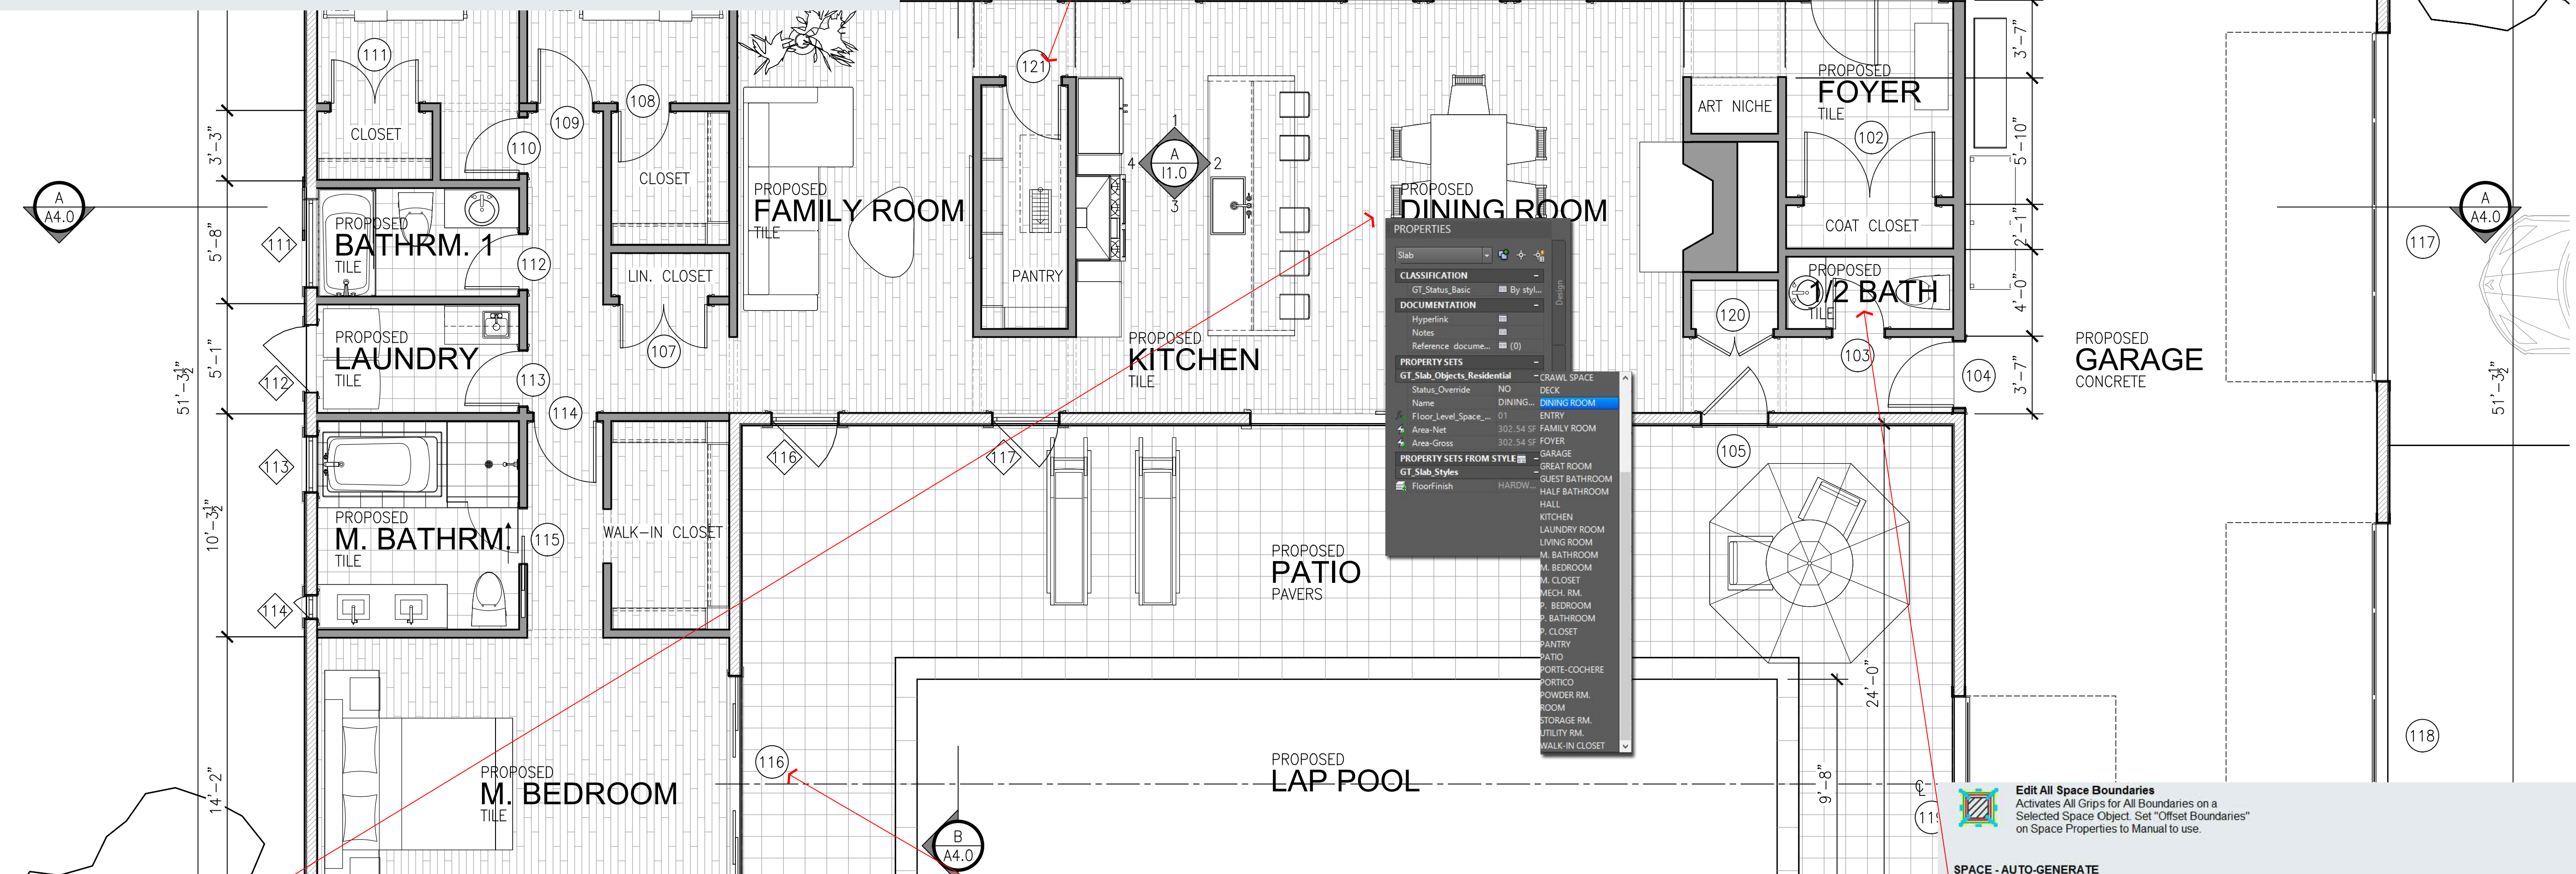 111
CLOSET
109
108
110
CLOSET
3'-3"
A
A4.0
PROPOSED
BATHRM. 1
TILE
5'-8"
111
112
LIN. CLOSET
107
PROPOSED
LAUNDRY
TILE
5'-1"
112
113
51'-3½"
114
113
PROPOSED
M. BATHRM.
TILE
10'-3½"
115
WALK-IN CLOSET
114
PROPOSED
M. BEDROOM
TILE
14'-2"
PROPOSED
FAMILY ROOM
TILE
121
PANTRY
1
4
A
I1.0
2
3
PROPOSED
KITCHEN
TILE
PROPOSED
DINING ROOM
ART NICHE
PROPOSED
FOYER
TILE
102
COAT CLOSET
PROPOSED
1/2 BATH
TILE
120
103
104
105
3'-7"
5'-10"
2'-1"
4'-0"
3'-7"
PROPOSED
GARAGE
CONCRETE
117
A
A4.0
51'-3½"
118
116
117
PROPOSED
PATIO
PAVERS
116
PROPOSED
LAP POOL
B
A4.0
24'-0"
9'-8"
PROPERTIES
Design
Slab
CLASSIFICATION
GT_Status_Basic By styl...
DOCUMENTATION
Hyperlink
Notes
Reference docume... (0)
PROPERTY SETS
GT_Slab_Objects_Residential
Status_Override NO
Name DINING...
Floor_Level_Space_... 01
Area-Net 302.54 SF
Area-Gross 302.54 SF
PROPERTY SETS FROM STYLE
GT_Slab_Styles
FloorFinish HARDW...
CRAWL SPACE
DECK
DINING ROOM
ENTRY
FAMILY ROOM
FOYER
GARAGE
GREAT ROOM
GUEST BATHROOM
HALF BATHROOM
HALL
KITCHEN
LAUNDRY ROOM
LIVING ROOM
M. BATHROOM
M. BEDROOM
M. CLOSET
MECH. RM.
P. BEDROOM
P. BATHROOM
P. CLOSET
PANTRY
PATIO
PORTE-COCHERE
PORTICO
POWDER RM.
ROOM
STORAGE RM.
UTILITY RM.
WALK-IN CLOSET
Edit All Space Boundaries
Activates All Grips for All Boundaries on a
Selected Space Object. Set "Offset Boundaries"
on Space Properties to Manual to use.
SPACE - AUTO-GENERATE